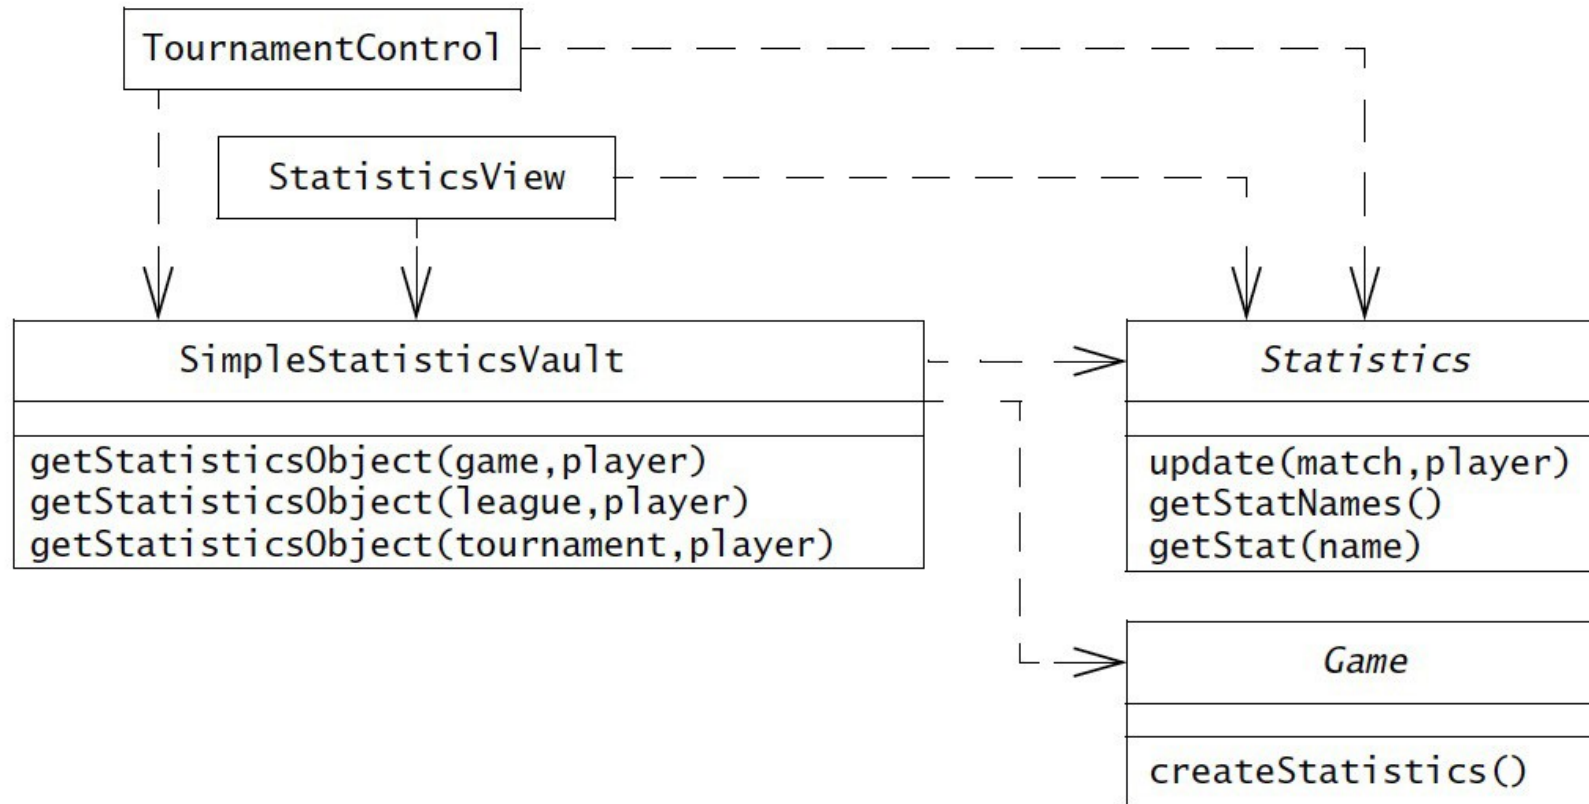 TournamentControl
StatisticsView
SimpleStatisticsVault
getStatisticsObject(game,player)
getStatisticsObject(league,player)
getStatisticsObject(tournament,player)
Statistics
update(match,player)
getStatNames()
getStat(name)
Game
createStatistics()